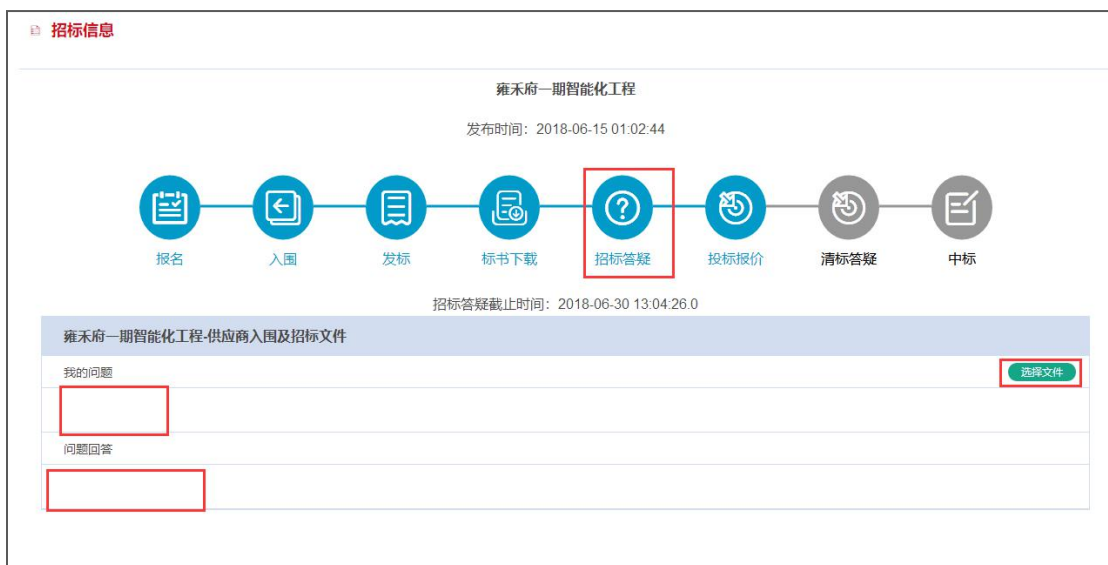 招标信息
雍禾府一期智能化工程
发布时间：2018-06-15 01:02:44
报名 入围 发标 标书下载 招标答疑 投标报价 清标答疑 中标
招标答疑截止时间：2018-06-30 13:04:26.0
雍禾府一期智能化工程-供应商入围及招标文件
我的问题 选择文件
问题回答